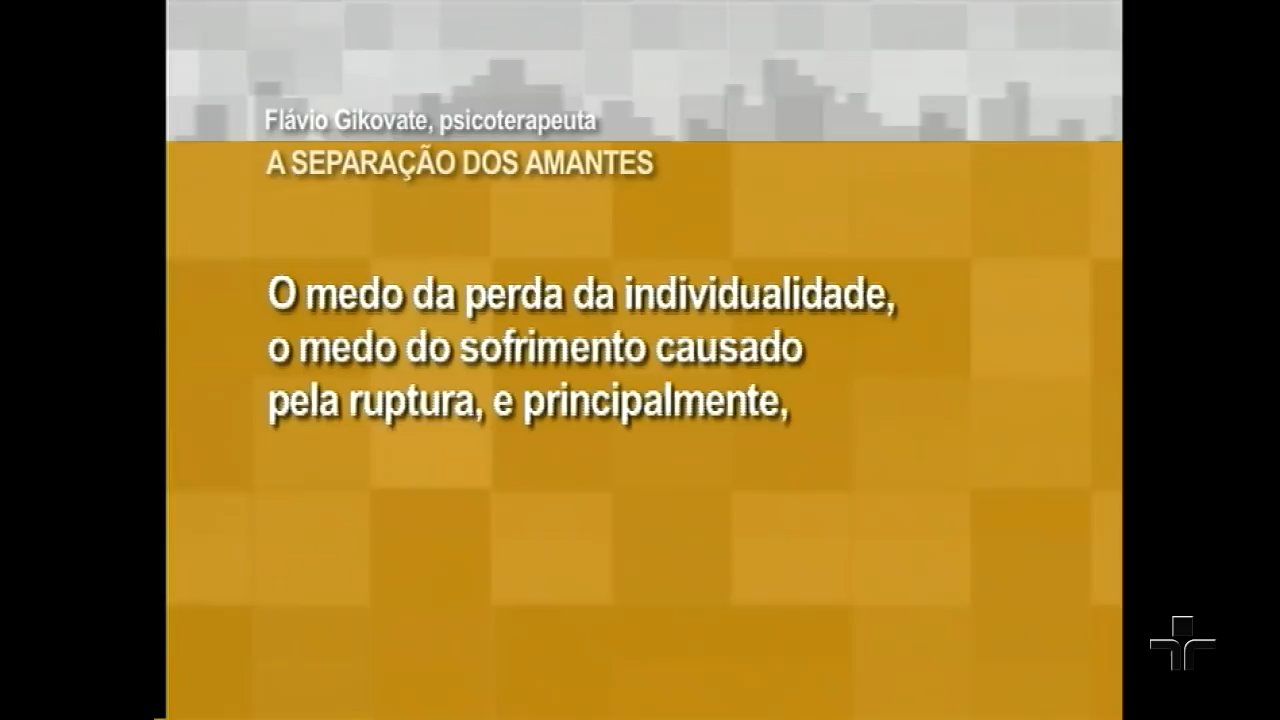 Flávio Gikovate, psicoterapeuta
A SEPARAÇÃO DOS AMANTES
O medo da perda da individualidade,
o medo do sofrimento causado
pela ruptura, e principalmente,